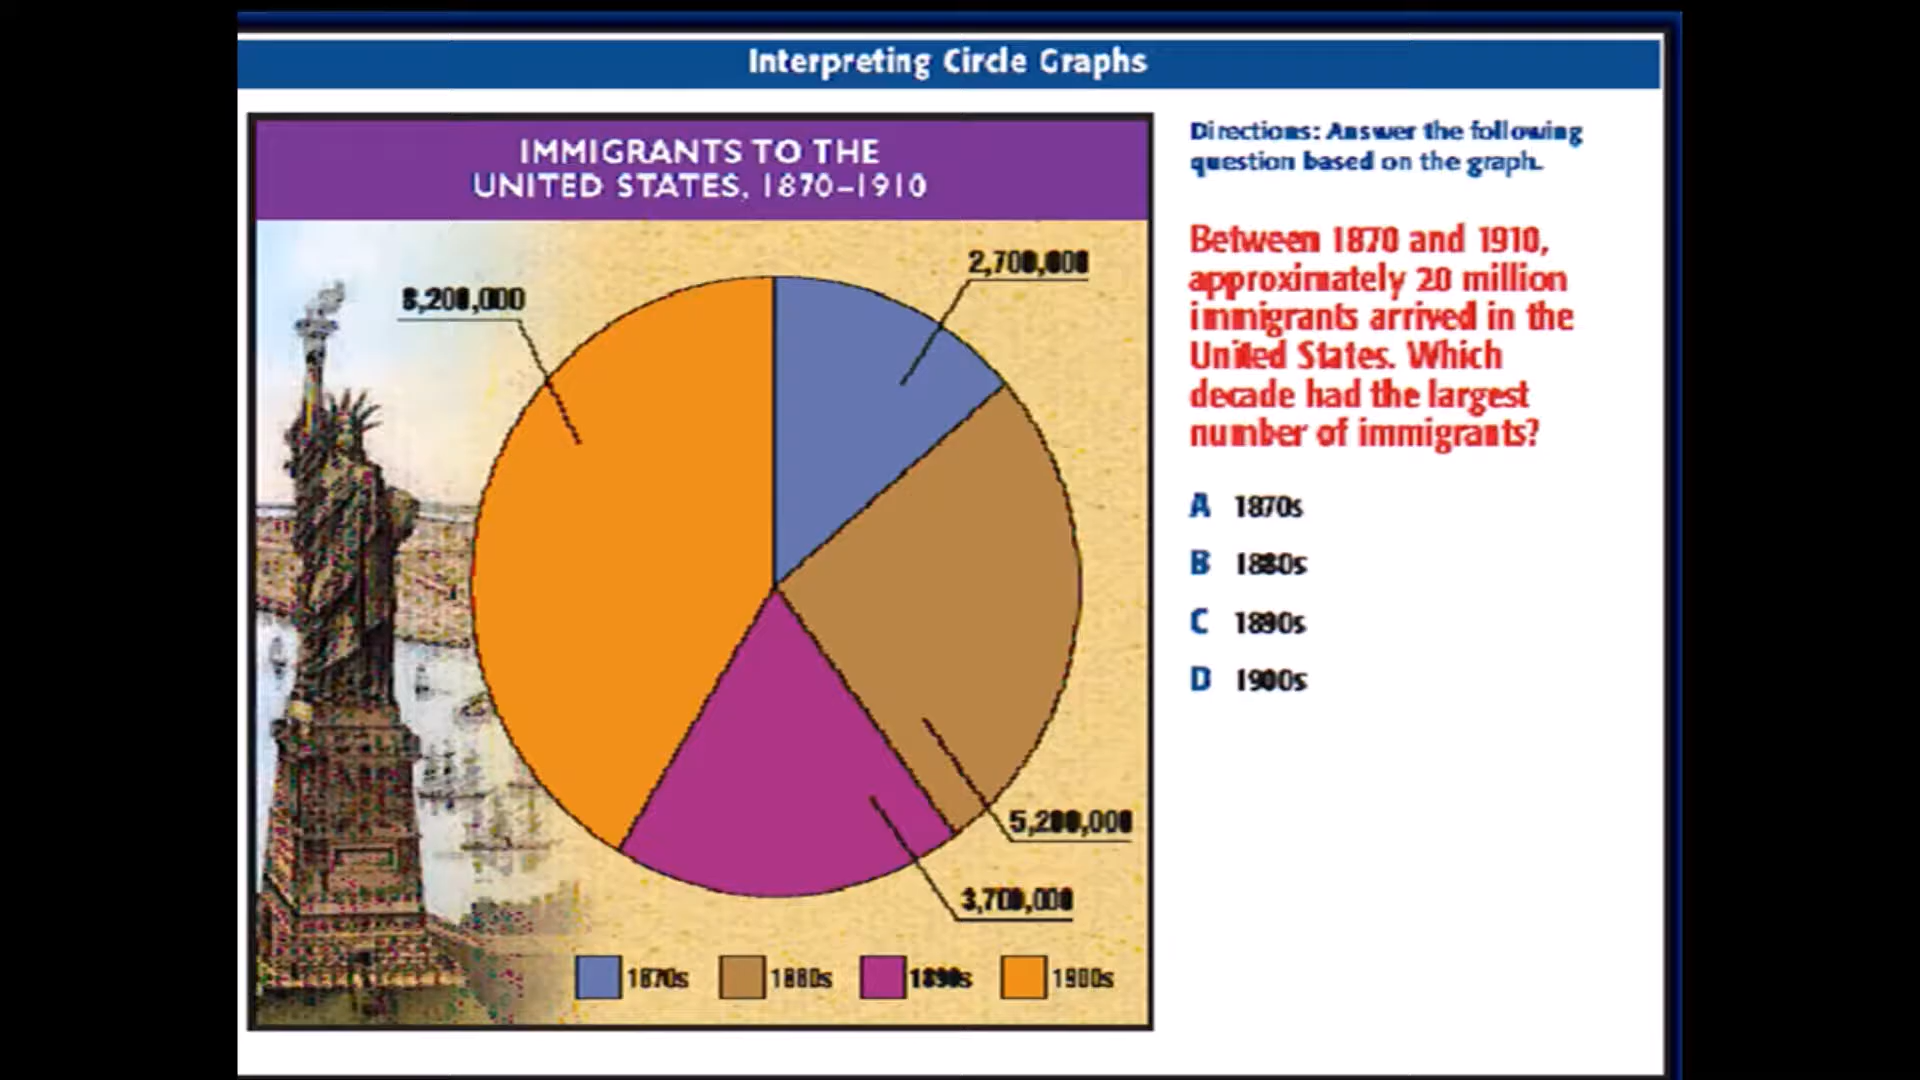 Interpreting Circle Graphs
IMMIGRANTS TO THE
UNITED STATES, 1870–1910
2,700,000
8,200,000
5,200,000
3,700,000
1870s
1880s
1890s
1900s
Directions: Answer the following
question based on the graph.
Between 1870 and 1910,
approximately 20 million
immigrants arrived in the
United States. Which
decade had the largest
number of immigrants?
A 1870s
B 1880s
C 1890s
D 1900s